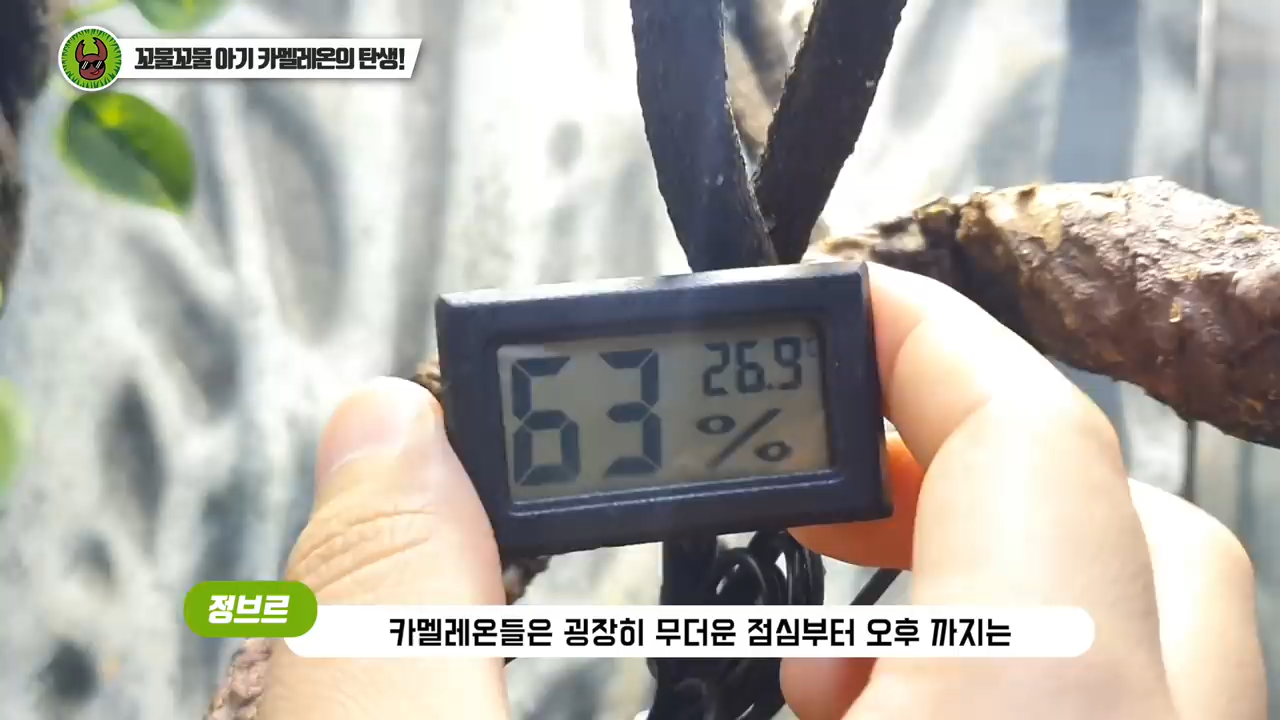 꼬물꼬물 아기 카멜레온의 탄생!
63 26.9°
%
정브르
카멜레온들은 굉장히 무더운 점심부터 오후 까지는